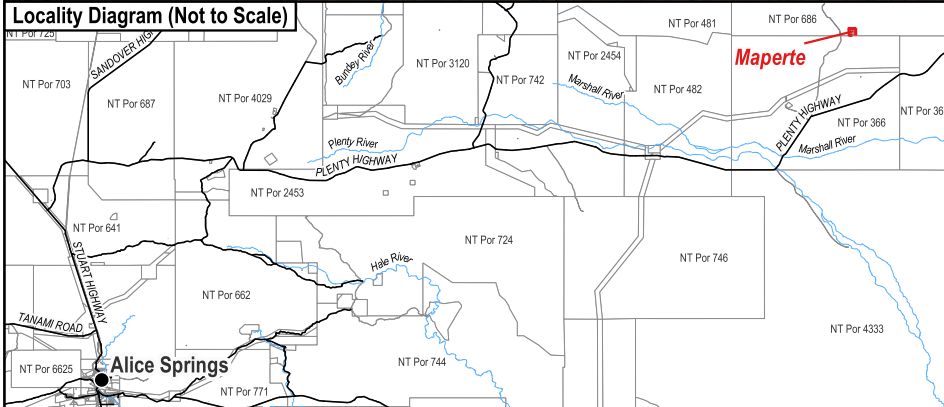 Locality Diagram (Not to Scale)
NT Por 725
SANDOVER HIGH
NT Por 703
NT Por 687
NT Por 4029
Bundey River
NT Por 3120
NT Por 742
NT Por 2454
Marshall River
NT Por 481
NT Por 482
NT Por 686
Maperte
PLENTY HIGHWAY
NT Por 366
NT Por 36
Marshall River
Plenty River
PLENTY HIGHWAY
NT Por 2453
NT Por 641
STUART HIGHWAY
NT Por 724
NT Por 746
Hale River
NT Por 662
TANAMI ROAD
NT Por 4333
NT Por 6625
Alice Springs
NT Por 744
NT Por 771